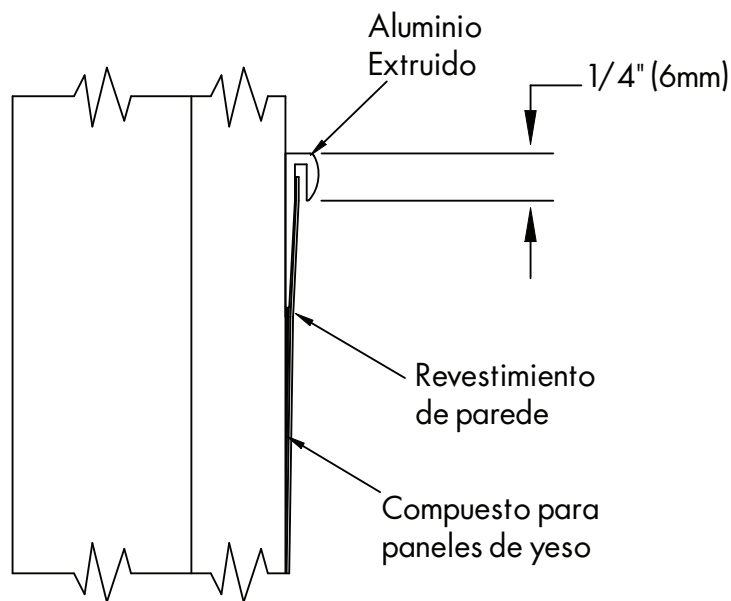 Aluminio
Extruido
1/4" (6mm)
Revestimiento
de parede
Compuesto para
paneles de yeso